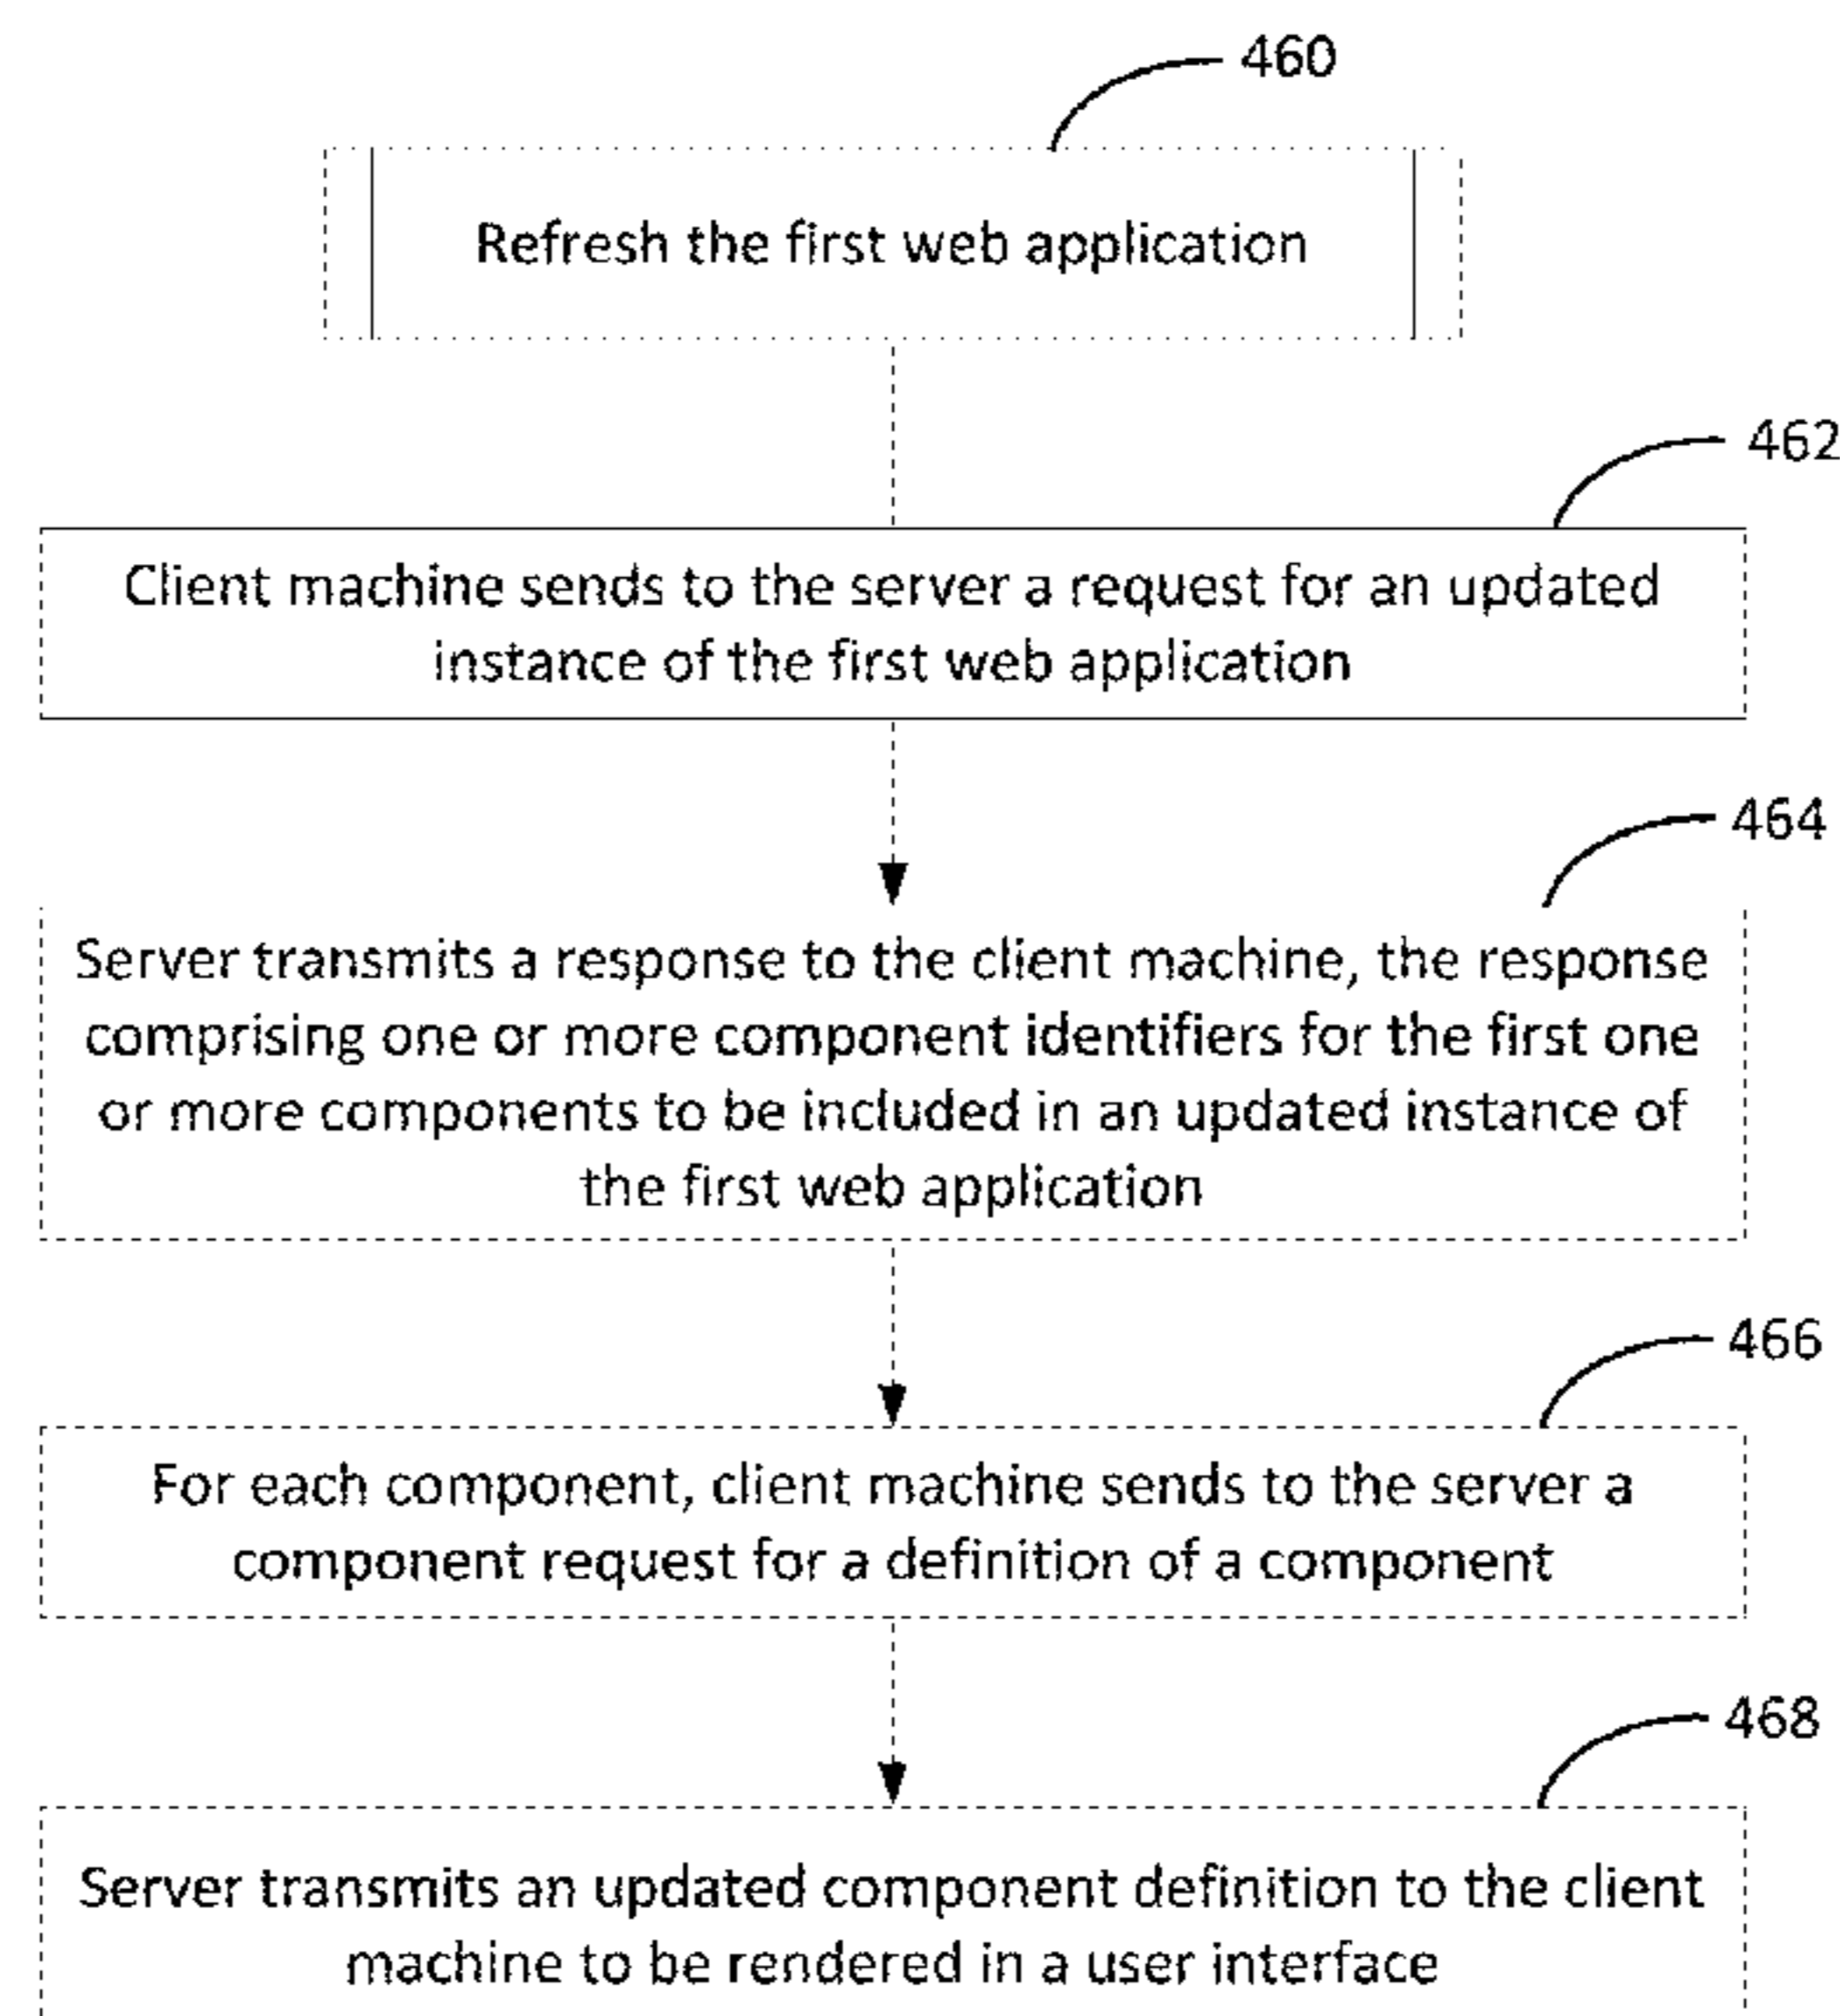 460
Refresh the first web application
462
Client machine sends to the server a request for an updated
instance of the first web application
464
Server transmits a response to the client machine, the response
comprising one or more component identifiers for the first one
or more components to be included in an updated instance of
the first web application
466
For each component, client machine sends to the server a
component request for a definition of a component
468
Server transmits an updated component definition to the client
machine to be rendered in a user interface